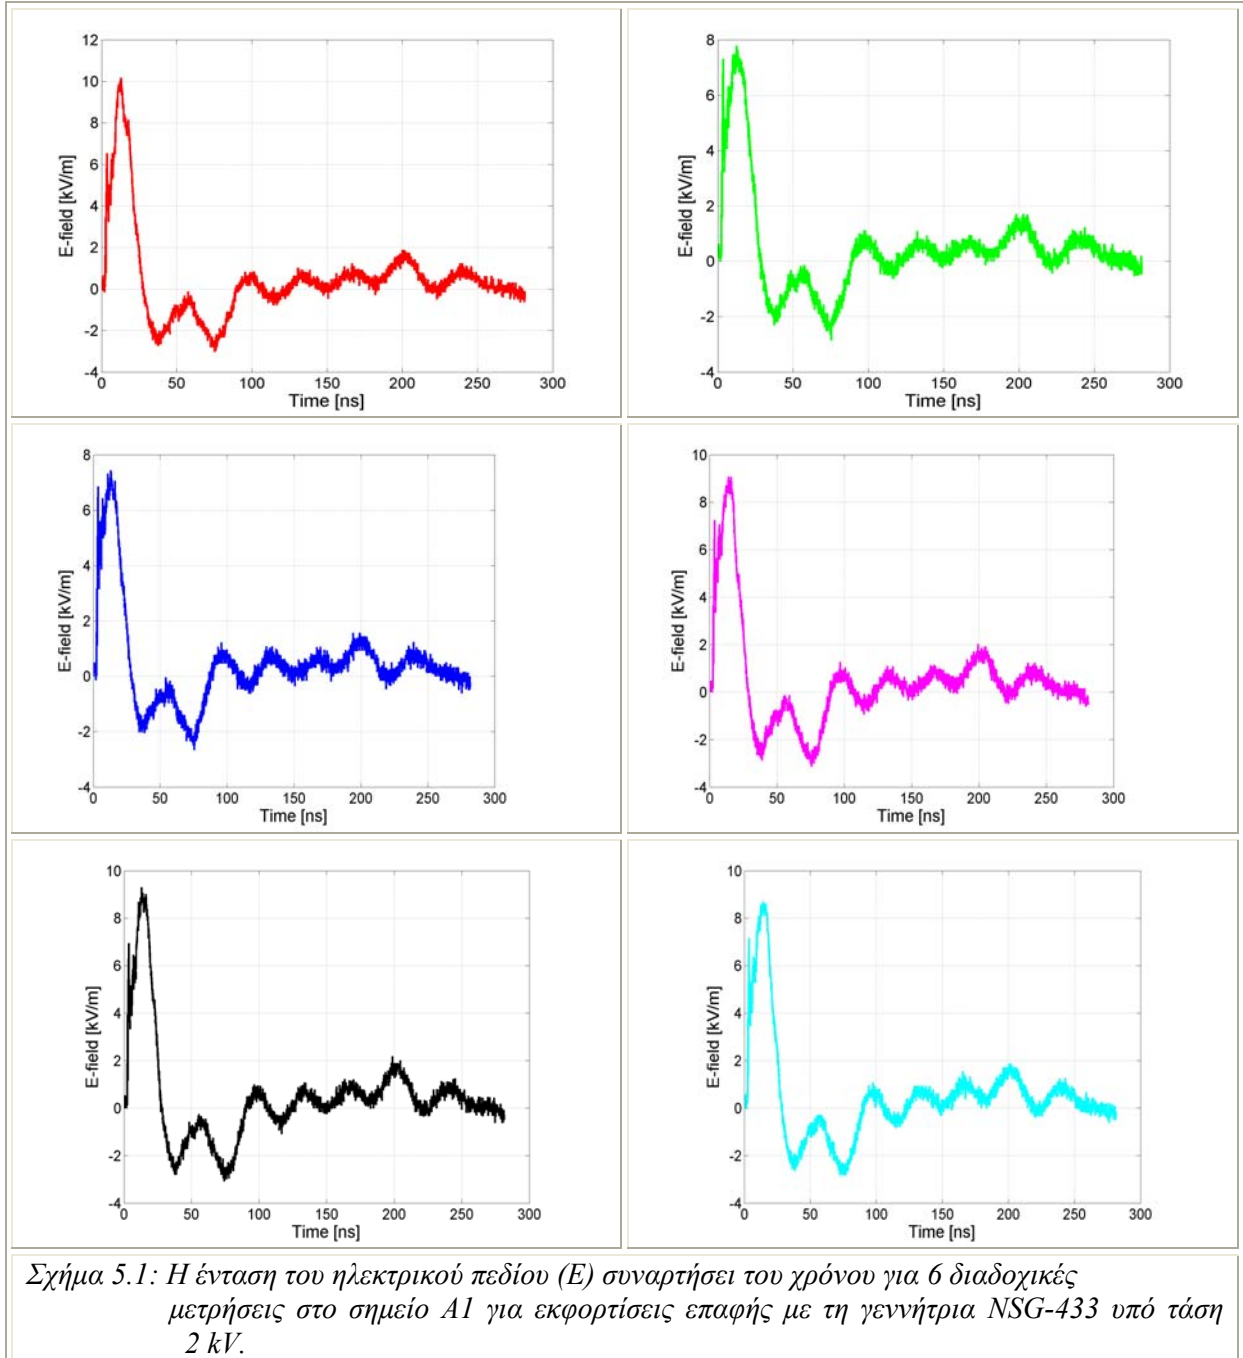 12
10
8
6
4
2
0
-2
-4
0 50 100 150 200 250 300
E-field [kV/m]
Time [ns]
8
6
4
2
0
-2
-4
0 50 100 150 200 250 300
E-field [kV/m]
Time [ns]
8
6
4
2
0
-2
-4
0 50 100 150 200 250 300
E-field [kV/m]
Time [ns]
10
8
6
4
2
0
-2
-4
0 50 100 150 200 250 300
E-field [kV/m]
Time [ns]
10
8
6
4
2
0
-2
-4
0 50 100 150 200 250 300
E-field [kV/m]
Time [ns]
10
8
6
4
2
0
-2
-4
0 50 100 150 200 250 300
E-field [kV/m]
Time [ns]
Σχήμα 5.1: Η ένταση του ηλεκτρικού πεδίου (Ε) συναρτήσει του χρόνου για 6 διαδοχικές
μετρήσεις στο σημείο Α1 για εκφορτίσεις επαφής με τη γεννήτρια NSG-433 υπό τάση
2 kV.